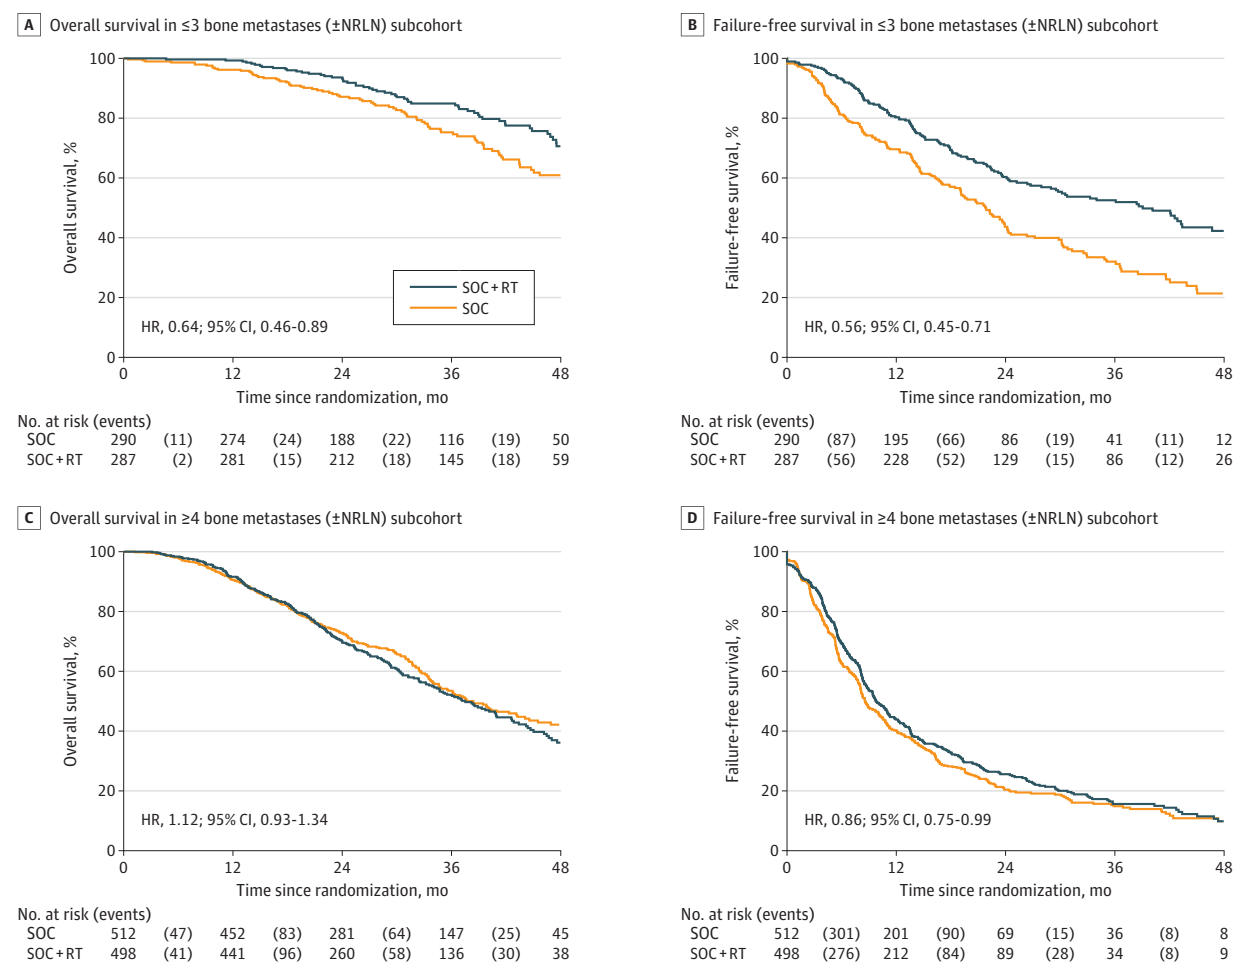 A Overall survival in ≤3 bone metastases (±NRLN) subcohort
100
80
60
40
20
0
Overall survival, %
SOC + RT
SOC
HR, 0.64; 95% CI, 0.46-0.89
0 12 24 36 48
Time since randomization, mo
No. at risk (events)
SOC 290 (11) 274 (24) 188 (22) 116 (19) 50
SOC + RT 287 (2) 281 (15) 212 (18) 145 (18) 59
B Failure-free survival in ≤3 bone metastases (±NRLN) subcohort
100
80
60
40
20
0
Failure-free survival, %
HR, 0.56; 95% CI, 0.45-0.71
0 12 24 36 48
Time since randomization, mo
No. at risk (events)
SOC 290 (87) 195 (66) 86 (19) 41 (11) 12
SOC + RT 287 (56) 228 (52) 129 (15) 86 (12) 26
C Overall survival in ≥4 bone metastases (±NRLN) subcohort
100
80
60
40
20
0
Overall survival, %
HR, 1.12; 95% CI, 0.93-1.34
0 12 24 36 48
Time since randomization, mo
No. at risk (events)
SOC 512 (47) 452 (83) 281 (64) 147 (25) 45
SOC + RT 498 (41) 441 (96) 260 (58) 136 (30) 38
D Failure-free survival in ≥4 bone metastases (±NRLN) subcohort
100
80
60
40
20
0
Failure-free survival, %
HR, 0.86; 95% CI, 0.75-0.99
0 12 24 36 48
Time since randomization, mo
No. at risk (events)
SOC 512 (301) 201 (90) 69 (15) 36 (8) 8
SOC + RT 498 (276) 212 (84) 89 (28) 34 (8) 9